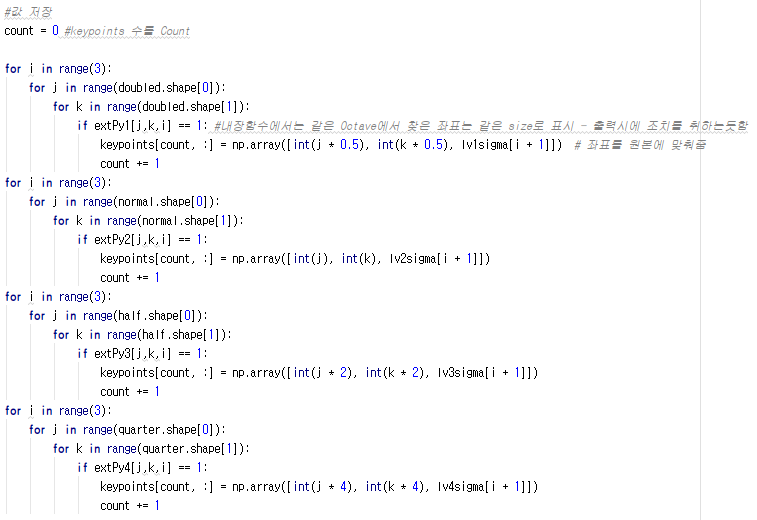 #값 저장
count = 0 #keypoints 수를 Count
for i in range(3):
    for j in range(doubled.shape[0]):
        for k in range(doubled.shape[1]):
            if extPy1[j,k,i] == 1: #내장함수에서는 같은 Octave에서 찾은 좌표는 같은 size로 표시 - 출력시에 조치를 취하는듯함
                keypoints[count, :] = np.array([int(j * 0.5), int(k * 0.5), lv1sigma[i + 1]])  # 좌표를 원본에 맞춰줌
                count += 1
for i in range(3):
    for j in range(normal.shape[0]):
        for k in range(normal.shape[1]):
            if extPy2[j,k,i] == 1:
                keypoints[count, :] = np.array([int(j), int(k), lv2sigma[i + 1]])
                count += 1
for i in range(3):
    for j in range(half.shape[0]):
        for k in range(half.shape[1]):
            if extPy3[j,k,i] == 1:
                keypoints[count, :] = np.array([int(j * 2), int(k * 2), lv3sigma[i + 1]])
                count += 1
for i in range(3):
    for j in range(quarter.shape[0]):
        for k in range(quarter.shape[1]):
            if extPy4[j,k,i] == 1:
                keypoints[count, :] = np.array([int(j * 4), int(k * 4), lv4sigma[i + 1]])
                count += 1